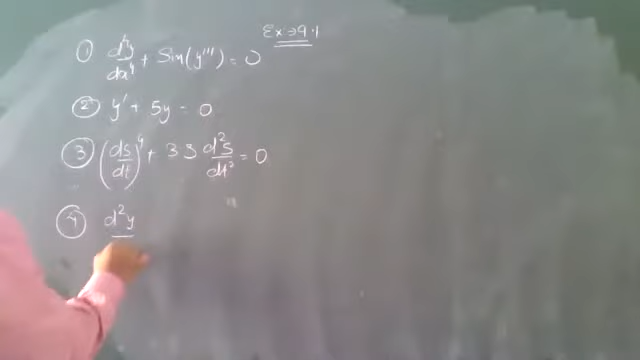 Ex → 9.1
① d⁴y/dx⁴ + Sin(y''') = 0
② y' + 5y = 0
③ (ds/dt)⁴ + 3S d²S/dt² = 0
④ d²y